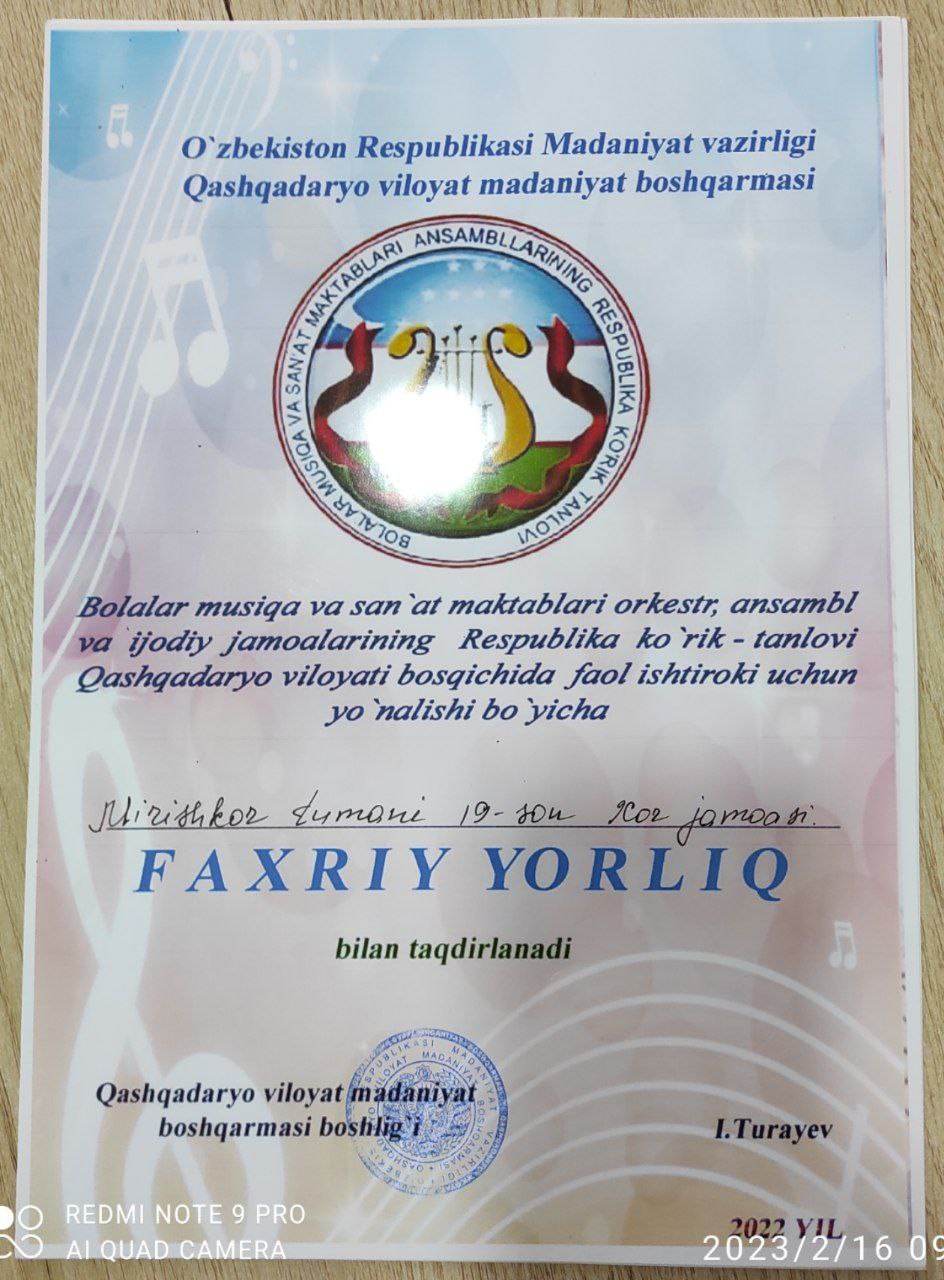 O`zbekiston Respublikasi Madaniyat vazirligi
Qashqadaryo viloyat madaniyat boshqarmasi
BOLALAR MUSIQA VA SAN'AT MAKTABLARI ANSAMBLLARINING RESPUBLIKA KO'RIK TANLOVI
Bolalar musiqa va san`at maktablari orkestr, ansambl
va ijodiy jamoalarining Respublika ko`rik - tanlovi
Qashqadaryo viloyati bosqichida faol ishtiroki uchun
yo`nalishi bo`yicha
Mirishkor tumani 19-son Xor jamoasi.
FAXRIY YORLIQ
bilan taqdirlanadi
Qashqadaryo viloyat madaniyat
boshqarmasi boshlig`i
I.Turayev
2022 YIL
REDMI NOTE 9 PRO
AI QUAD CAMERA
2023/2/16 09